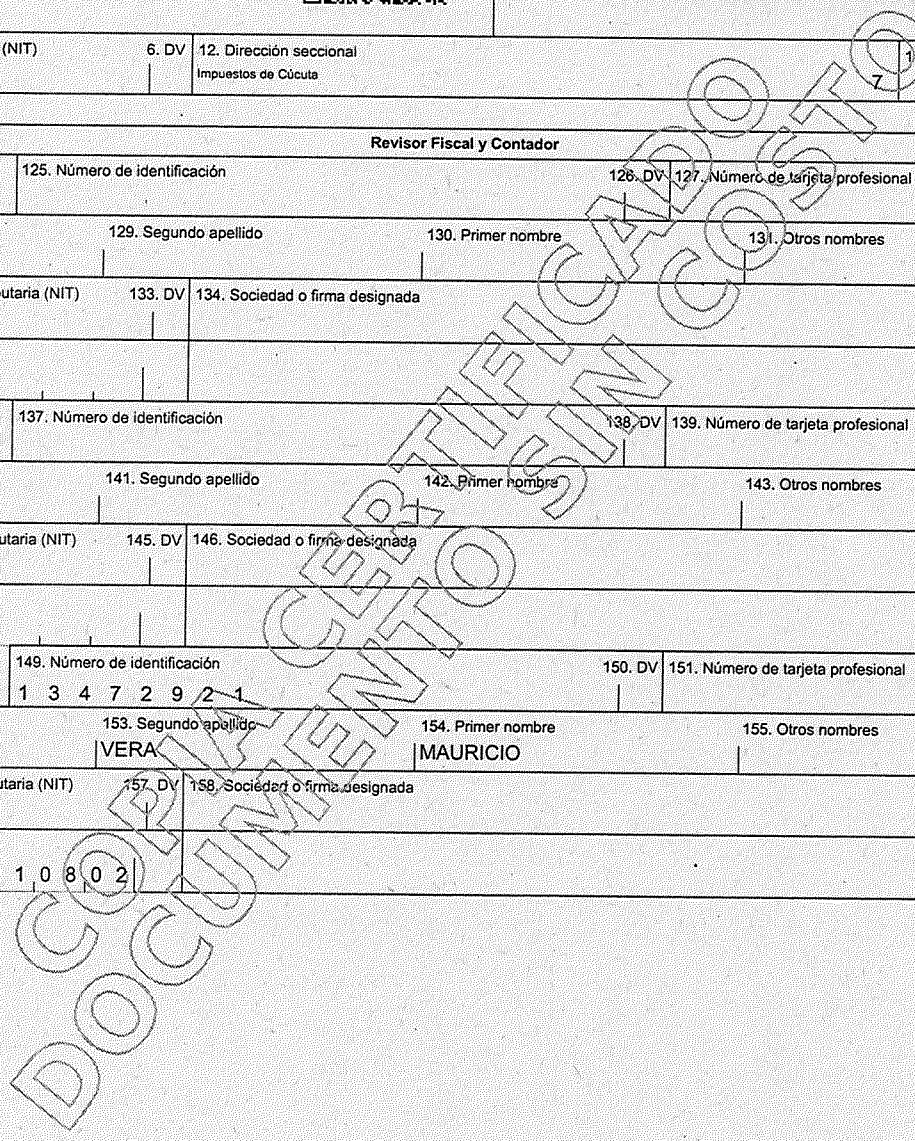 (NIT) 6. DV 12. Dirección seccional
Impuestos de Cúcuta 7
Revisor Fiscal y Contador
125. Número de identificación 126. DV 127. Número de tarjeta profesional
129. Segundo apellido 130. Primer nombre 131. Otros nombres
utaria (NIT) 133. DV 134. Sociedad o firma designada
137. Número de identificación 138. DV 139. Número de tarjeta profesional
141. Segundo apellido 142. Primer nombre 143. Otros nombres
utaria (NIT) 145. DV 146. Sociedad o firma designada
149. Número de identificación 150. DV 151. Número de tarjeta profesional
1 3 4 7 2 9 2 1
153. Segundo apellido 154. Primer nombre 155. Otros nombres
VERA MAURICIO
utaria (NIT) 157. DV 158. Sociedad o firma designada
1 0 8 0 2
COPIA CERTIFICADO
DOCUMENTO SIN COSTO